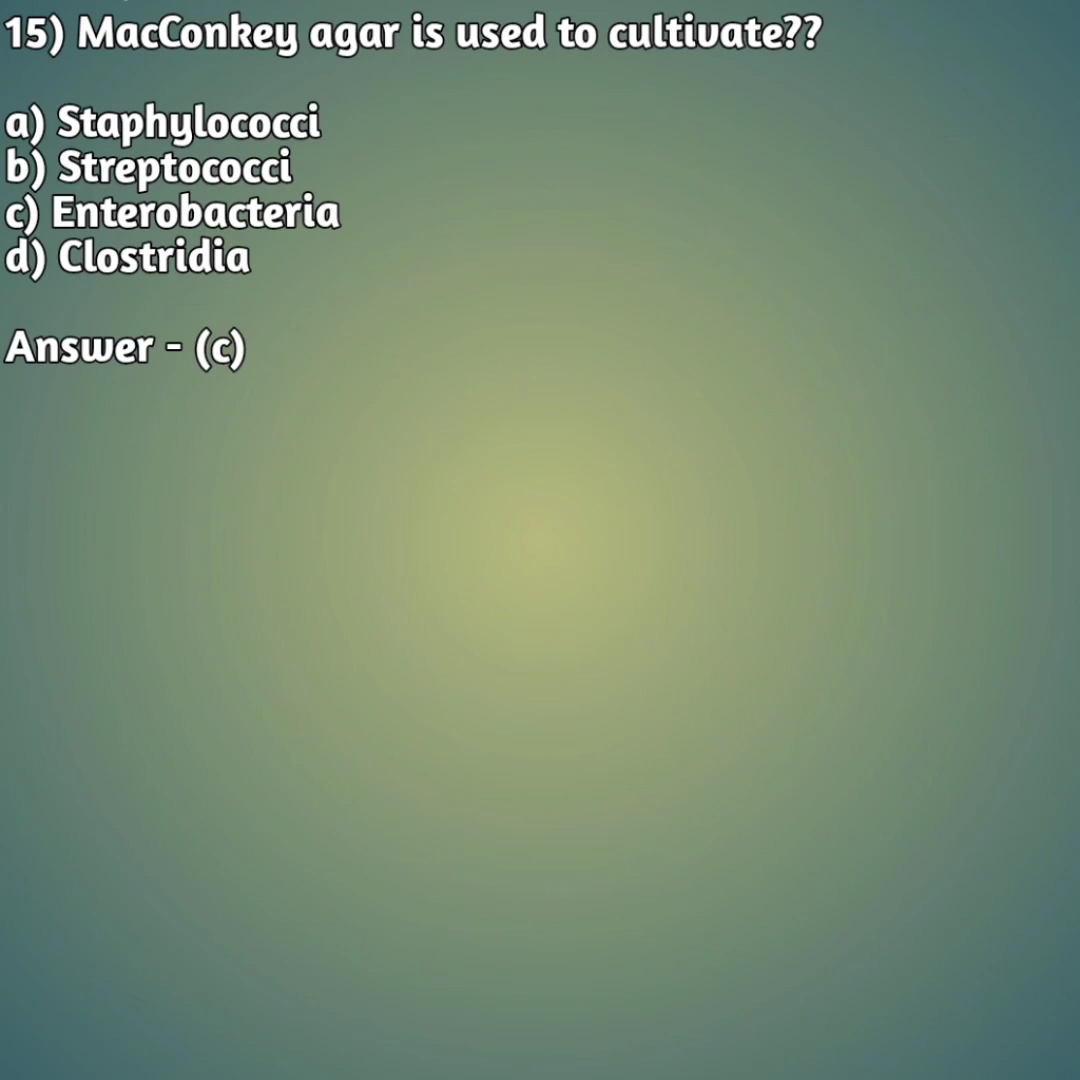 15) MacConkey agar is used to cultivate??
a) Staphylococci
b) Streptococci
c) Enterobacteria
d) Clostridia
Answer - (c)